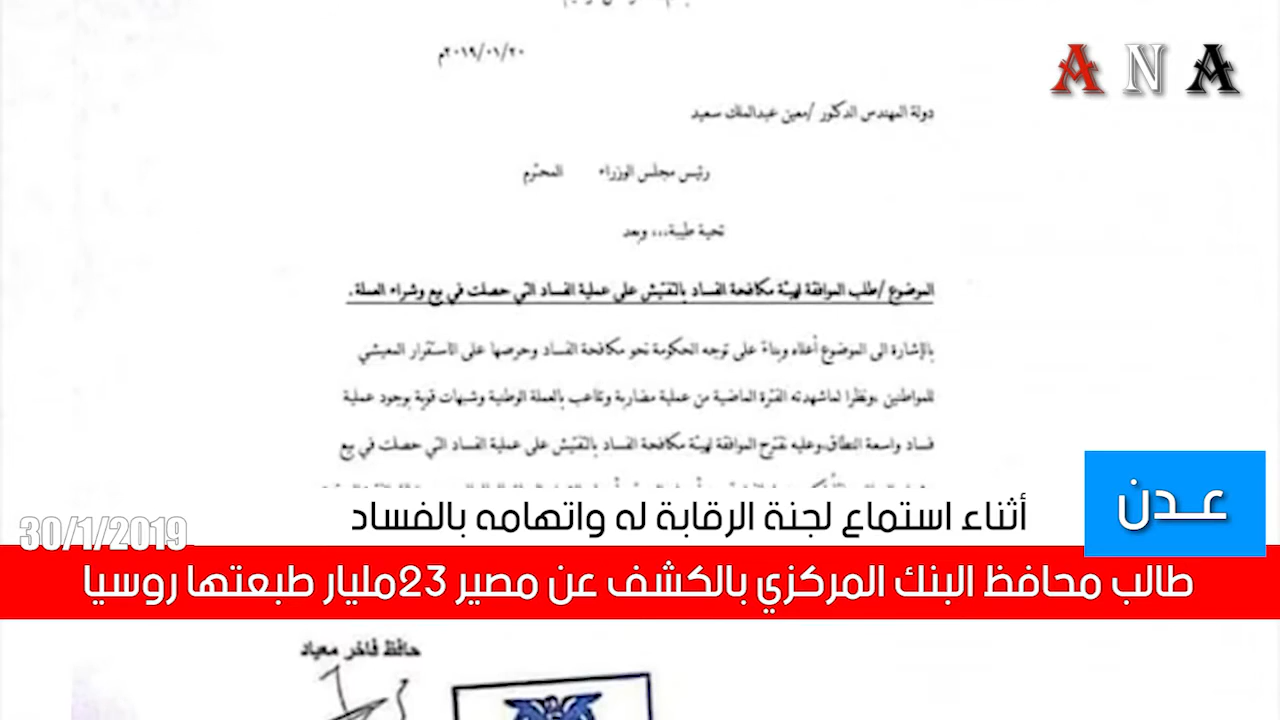 ٢٠١٩/٠١/٢٠م
ANA
دولة المهندس الدكتور /معين عبدالملك سعيد
رئيس مجلس الوزراء المحترم
تحية طيبة... وبعد
الموضوع /طلب الموافقة لهيئة مكافحة الفساد بالتفتيش على عملية الفساد التي حصلت في بيع وشراء العملة.
بالإشارة الى الموضوع أعلاه وبناءً على توجه الحكومة نحو مكافحة الفساد وحرصها على الاستقرار المعيشي
للمواطنين ،ونظرا لماشهدته الفترة الماضية من عملية مضاربة وتلاعب بالعملة الوطنية وشبهات قوية بوجود عملية
فساد واسعة النطاق،وعليه نقترح الموافقة لهيئة مكافحة الفساد بالتفتيش على عملية الفساد التي حصلت في بيع
عـدن
أثناء استماع لجنة الرقابة له واتهامه بالفساد
30/1/2019
طالب محافظ البنك المركزي بالكشف عن مصير 23مليار طبعتها روسيا
حافظ فاخر معياد